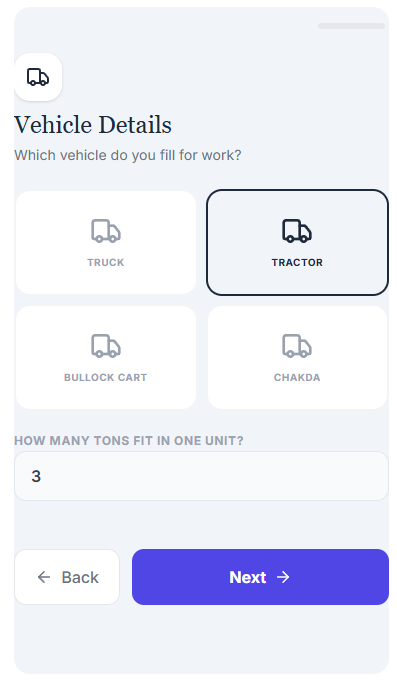 Vehicle Details
Which vehicle do you fill for work?
TRUCK
TRACTOR
BULLOCK CART
CHAKDA
HOW MANY TONS FIT IN ONE UNIT?
3
Back
Next